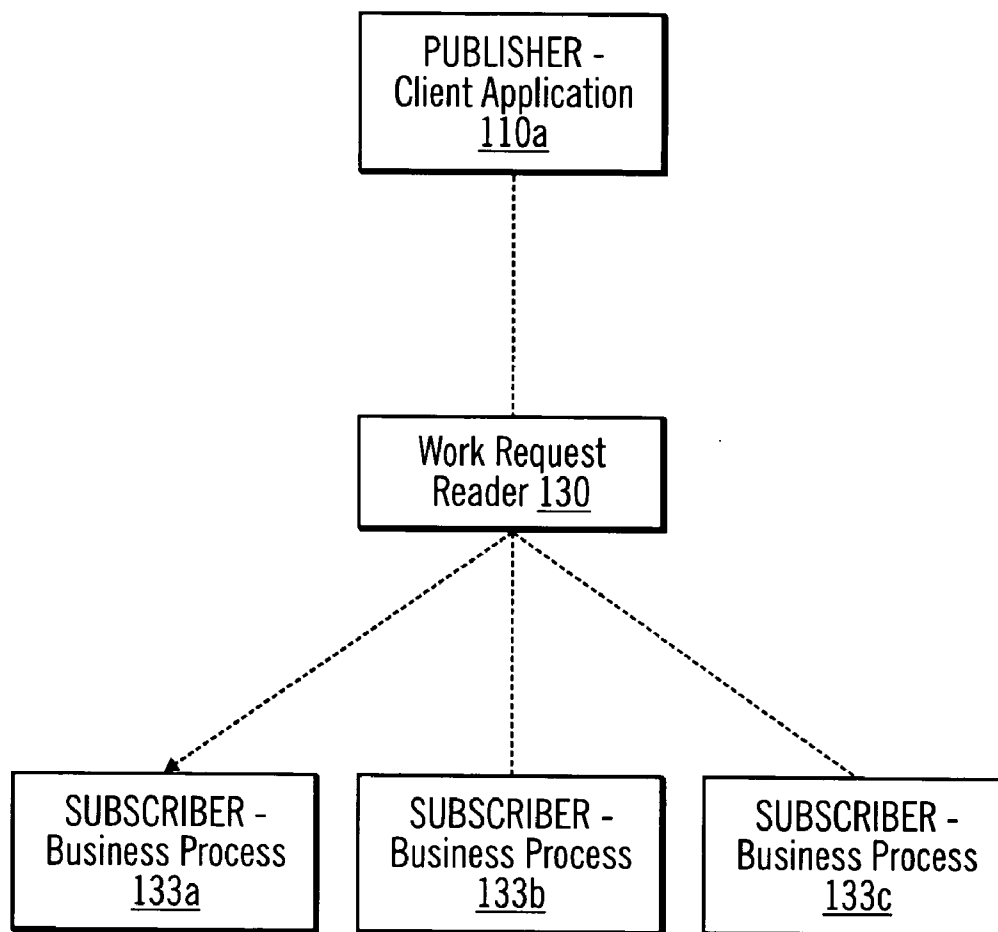 PUBLISHER -
Client Application
110a
Work Request
Reader 130
SUBSCRIBER -
Business Process
133a
SUBSCRIBER -
Business Process
133b
SUBSCRIBER -
Business Process
133c